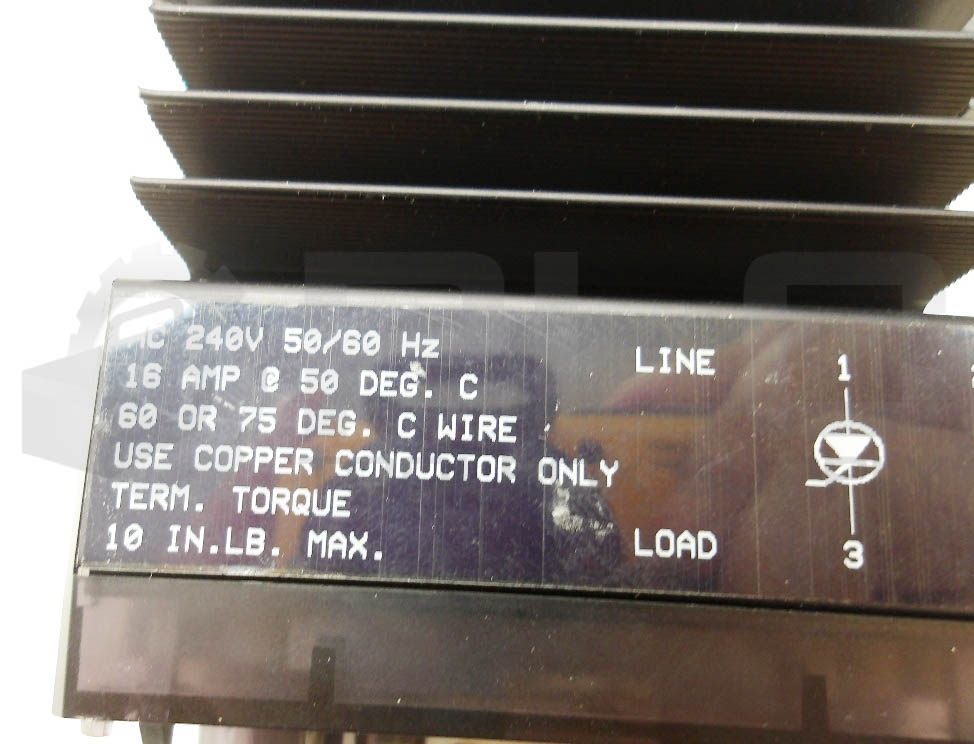 AC 240V 50/60 Hz
16 AMP @ 50 DEG. C
60 OR 75 DEG. C WIRE
USE COPPER CONDUCTOR ONLY
TERM. TORQUE
10 IN.LB. MAX.
LINE 1
LOAD 3